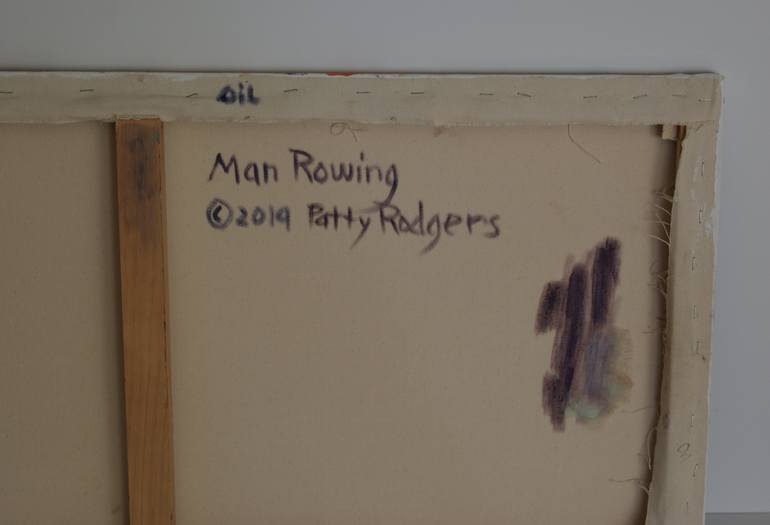 oil
Man Rowing
©2019 Patty Rodgers